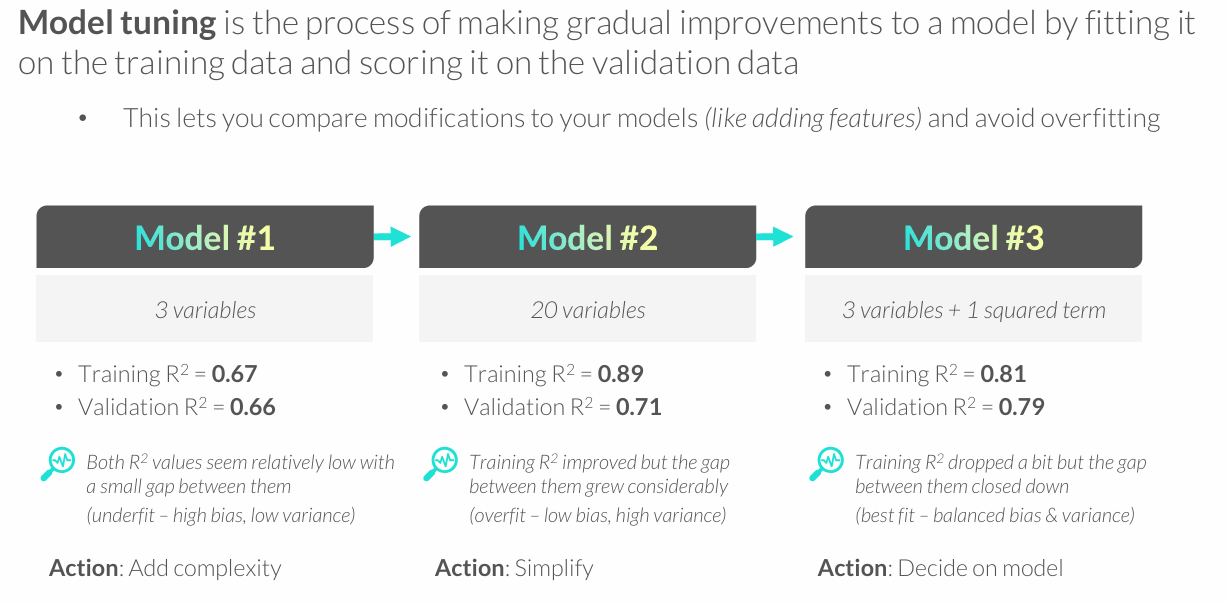 Model tuning is the process of making gradual improvements to a model by fitting it
on the training data and scoring it on the validation data
• This lets you compare modifications to your models (like adding features) and avoid overfitting
Model #1
3 variables
• Training R² = 0.67
• Validation R² = 0.66
Both R² values seem relatively low with
a small gap between them
(underfit – high bias, low variance)
Action: Add complexity
Model #2
20 variables
• Training R² = 0.89
• Validation R² = 0.71
Training R² improved but the gap
between them grew considerably
(overfit – low bias, high variance)
Action: Simplify
Model #3
3 variables + 1 squared term
• Training R² = 0.81
• Validation R² = 0.79
Training R² dropped a bit but the gap
between them closed down
(best fit – balanced bias & variance)
Action: Decide on model